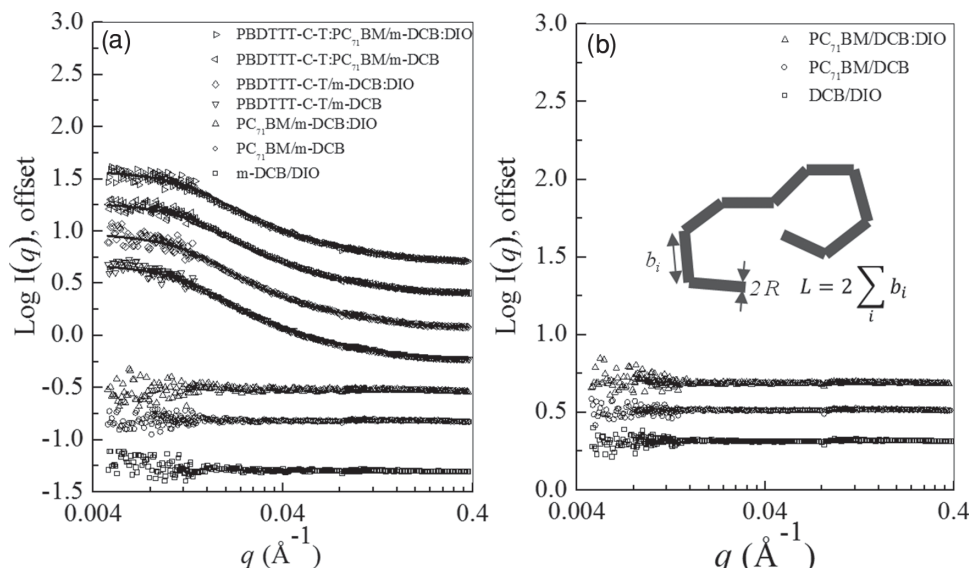 (a)
PBDTTT-C-T:PC₇₁BM/m-DCB:DIO
PBDTTT-C-T:PC₇₁BM/m-DCB
PBDTTT-C-T/m-DCB:DIO
PBDTTT-C-T/m-DCB
PC₇₁BM/m-DCB:DIO
PC₇₁BM/m-DCB
m-DCB/DIO
Log I(q), offset
3.0
2.5
2.0
1.5
1.0
0.5
0.0
-0.5
-1.0
-1.5
0.004
0.04
0.4
q (Å⁻¹)
(b)
PC₇₁BM/DCB:DIO
PC₇₁BM/DCB
DCB/DIO
Log I(q), offset
3.0
2.5
2.0
1.5
1.0
0.5
0.0
bᵢ
2R
L = 2 ∑ᵢ bᵢ
0.004
0.04
0.4
q (Å⁻¹)